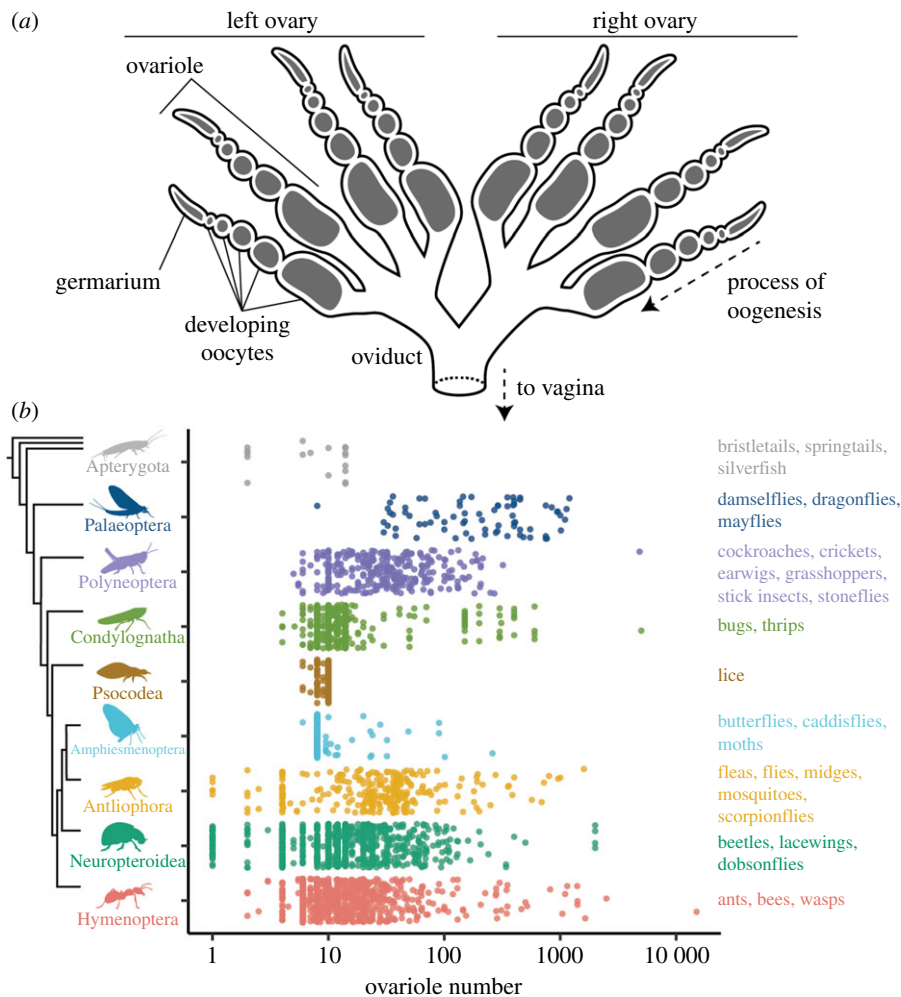 (a)
left ovary
right ovary
ovariole
germarium
developing
oocytes
oviduct
process of
oogenesis
to vagina
(b)
Apterygota
bristletails, springtails,
silverfish
Palaeoptera
damselflies, dragonflies,
mayflies
Polyneoptera
cockroaches, crickets,
earwigs, grasshoppers,
stick insects, stoneflies
Condylognatha
bugs, thrips
Psocodea
lice
Amphiesmenoptera
butterflies, caddisflies,
moths
Antliophora
fleas, flies, midges,
mosquitoes,
scorpionflies
Neuropteroidea
beetles, lacewings,
dobsonflies
Hymenoptera
ants, bees, wasps
1 10 100 1000 10 000
ovariole number